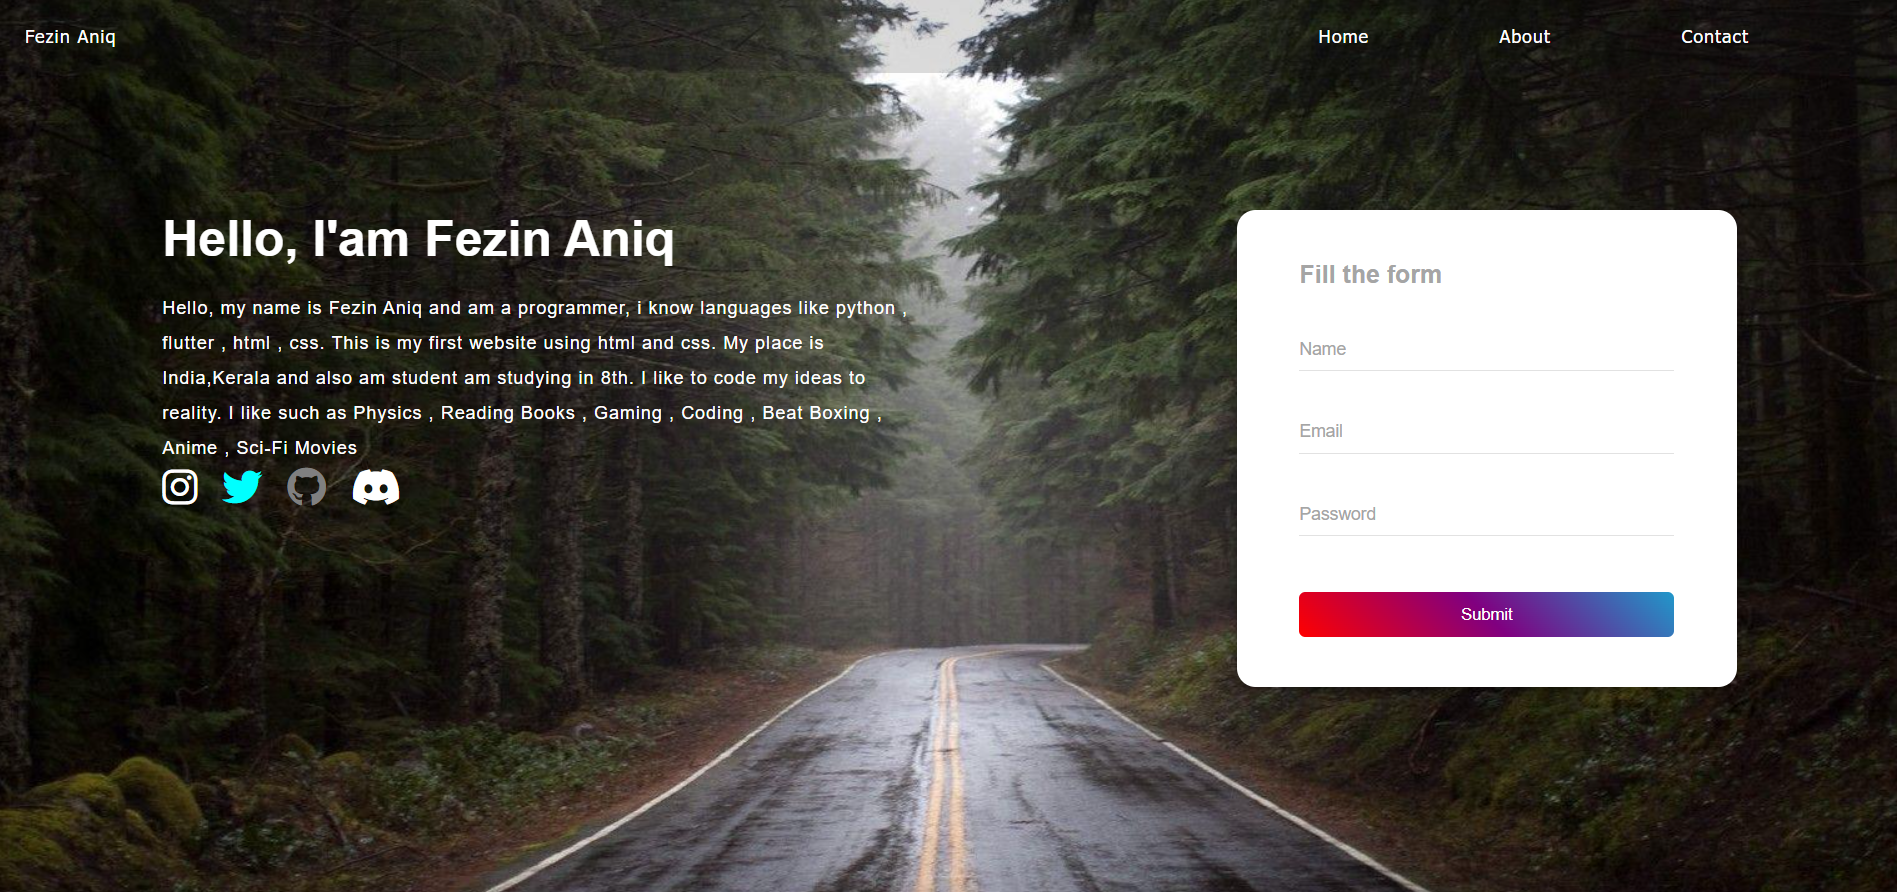 Fezin Aniq
Home
About
Contact
Hello, I'am Fezin Aniq
Hello, my name is Fezin Aniq and am a programmer, i know languages like python ,
flutter , html , css. This is my first website using html and css. My place is
India,Kerala and also am student am studying in 8th. I like to code my ideas to
reality. I like such as Physics , Reading Books , Gaming , Coding , Beat Boxing ,
Anime , Sci-Fi Movies
Fill the form
Name
Email
Password
Submit